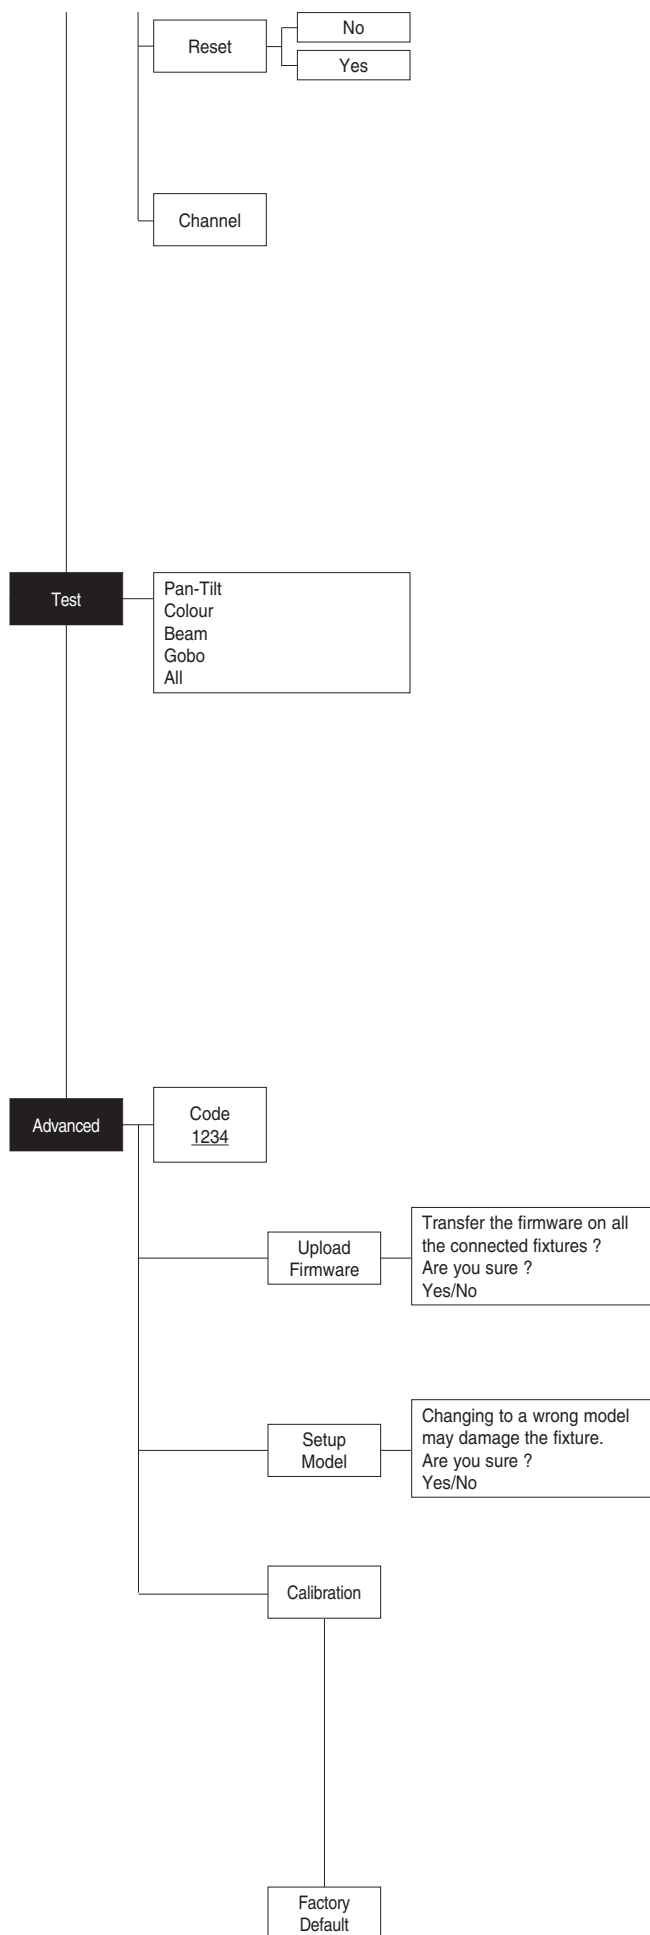 No
Reset
Yes
Channel
Test
Pan-Tilt
Colour
Beam
Gobo
All
Advanced
Code
1234
Upload
Firmware
Transfer the firmware on all
the connected fixtures ?
Are you sure ?
Yes/No
Setup
Model
Changing to a wrong model
may damage the fixture.
Are you sure ?
Yes/No
Calibration
Factory
Default